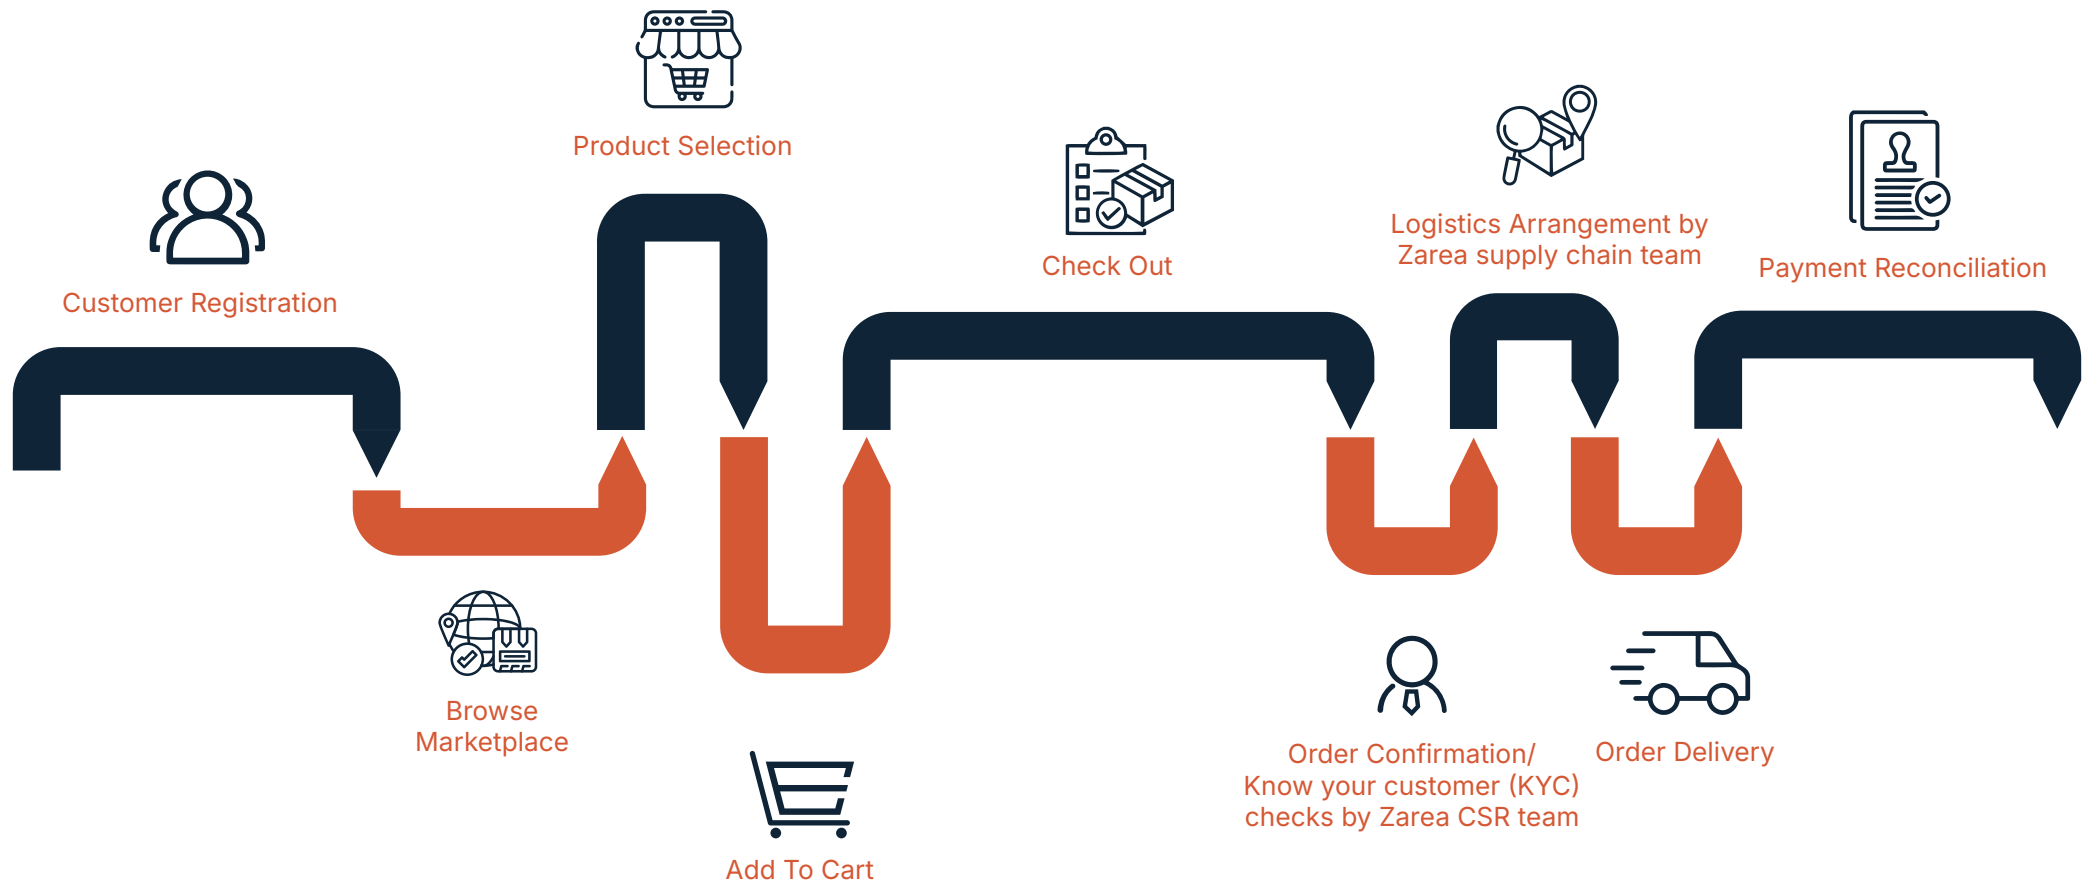 Customer Registration
Browse
Marketplace
Product Selection
Add To Cart
Check Out
Order Confirmation/
Know your customer (KYC)
checks by Zarea CSR team
Logistics Arrangement by
Zarea supply chain team
Order Delivery
Payment Reconciliation